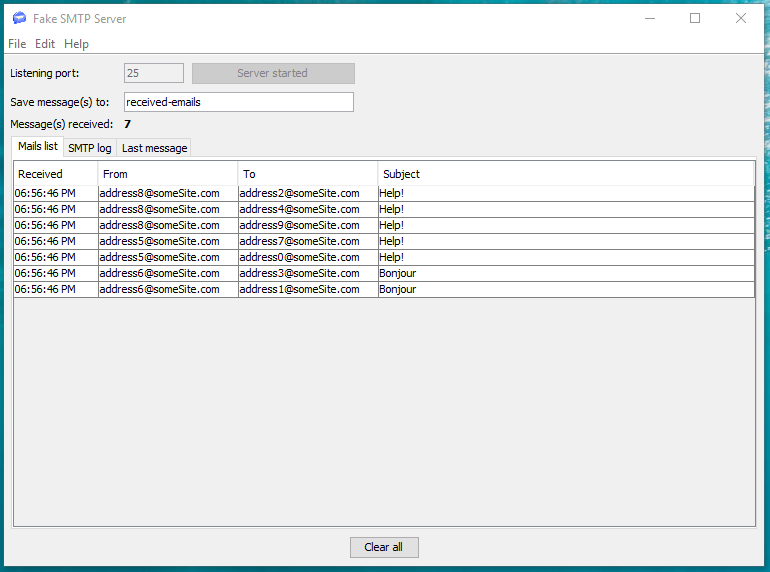 Fake SMTP Server
File Edit Help
Listening port: 25 Server started
Save message(s) to: received-emails
Message(s) received: 7
Mails list SMTP log Last message
Received From To Subject
06:56:46 PM address8@someSite.com address2@someSite.com Help!
06:56:46 PM address8@someSite.com address4@someSite.com Help!
06:56:46 PM address8@someSite.com address9@someSite.com Help!
06:56:46 PM address5@someSite.com address7@someSite.com Help!
06:56:46 PM address5@someSite.com address0@someSite.com Help!
06:56:46 PM address6@someSite.com address3@someSite.com Bonjour
06:56:46 PM address6@someSite.com address1@someSite.com Bonjour
Clear all